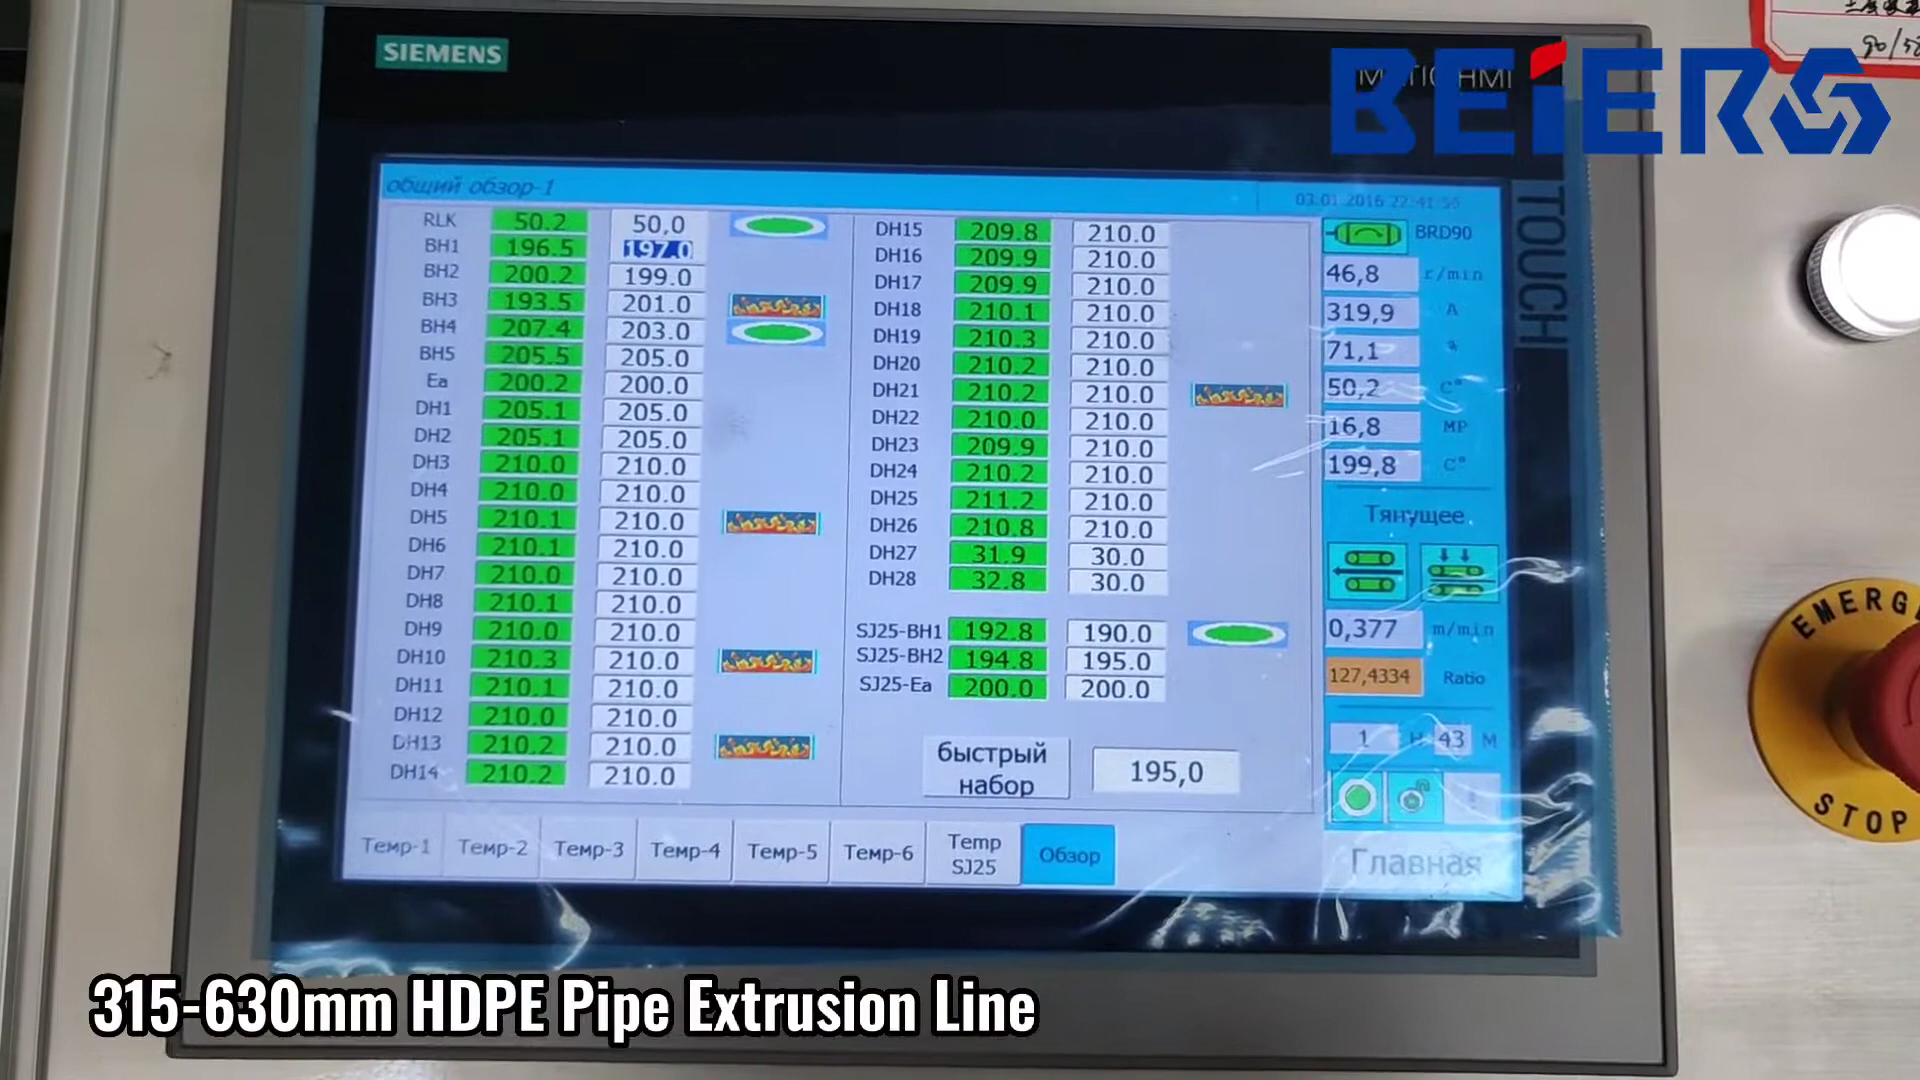 SIEMENS
BEiERS
TOUCH
общий обзор-1
03.01.2016 22:41:56
RLK 50.2 50,0
BH1 196.5 197.0
BH2 200.2 199.0
BH3 193.5 201.0
BH4 207.4 203.0
BH5 205.5 205.0
Ea 200.2 200.0
DH1 205.1 205.0
DH2 205.1 205.0
DH3 210.0 210.0
DH4 210.0 210.0
DH5 210.1 210.0
DH6 210.1 210.0
DH7 210.0 210.0
DH8 210.1 210.0
DH9 210.0 210.0
DH10 210.3 210.0
DH11 210.1 210.0
DH12 210.0 210.0
DH13 210.2 210.0
DH14 210.2 210.0
DH15 209.8 210.0
DH16 209.9 210.0
DH17 209.9 210.0
DH18 210.1 210.0
DH19 210.3 210.0
DH20 210.2 210.0
DH21 210.2 210.0
DH22 210.0 210.0
DH23 209.9 210.0
DH24 210.2 210.0
DH25 211.2 210.0
DH26 210.8 210.0
DH27 31.9 30.0
DH28 32.8 30.0
SJ25-BH1 192.8 190.0
SJ25-BH2 194.8 195.0
SJ25-Ea 200.0 200.0
быстрый
набор
195,0
BRD90
46,8 r/min
319,9 A
71,1 %
50,2 C°
16,8 MP
199,8 C°
Тянущее
0,377 m/min
127,4334 Ratio
1 H 43 M
Главная
Темр-1 Темр-2 Темр-3 Темр-4 Темр-5 Темр-6
Temp
SJ25
Обзор
STOP
315-630mm HDPE Pipe Extrusion Line